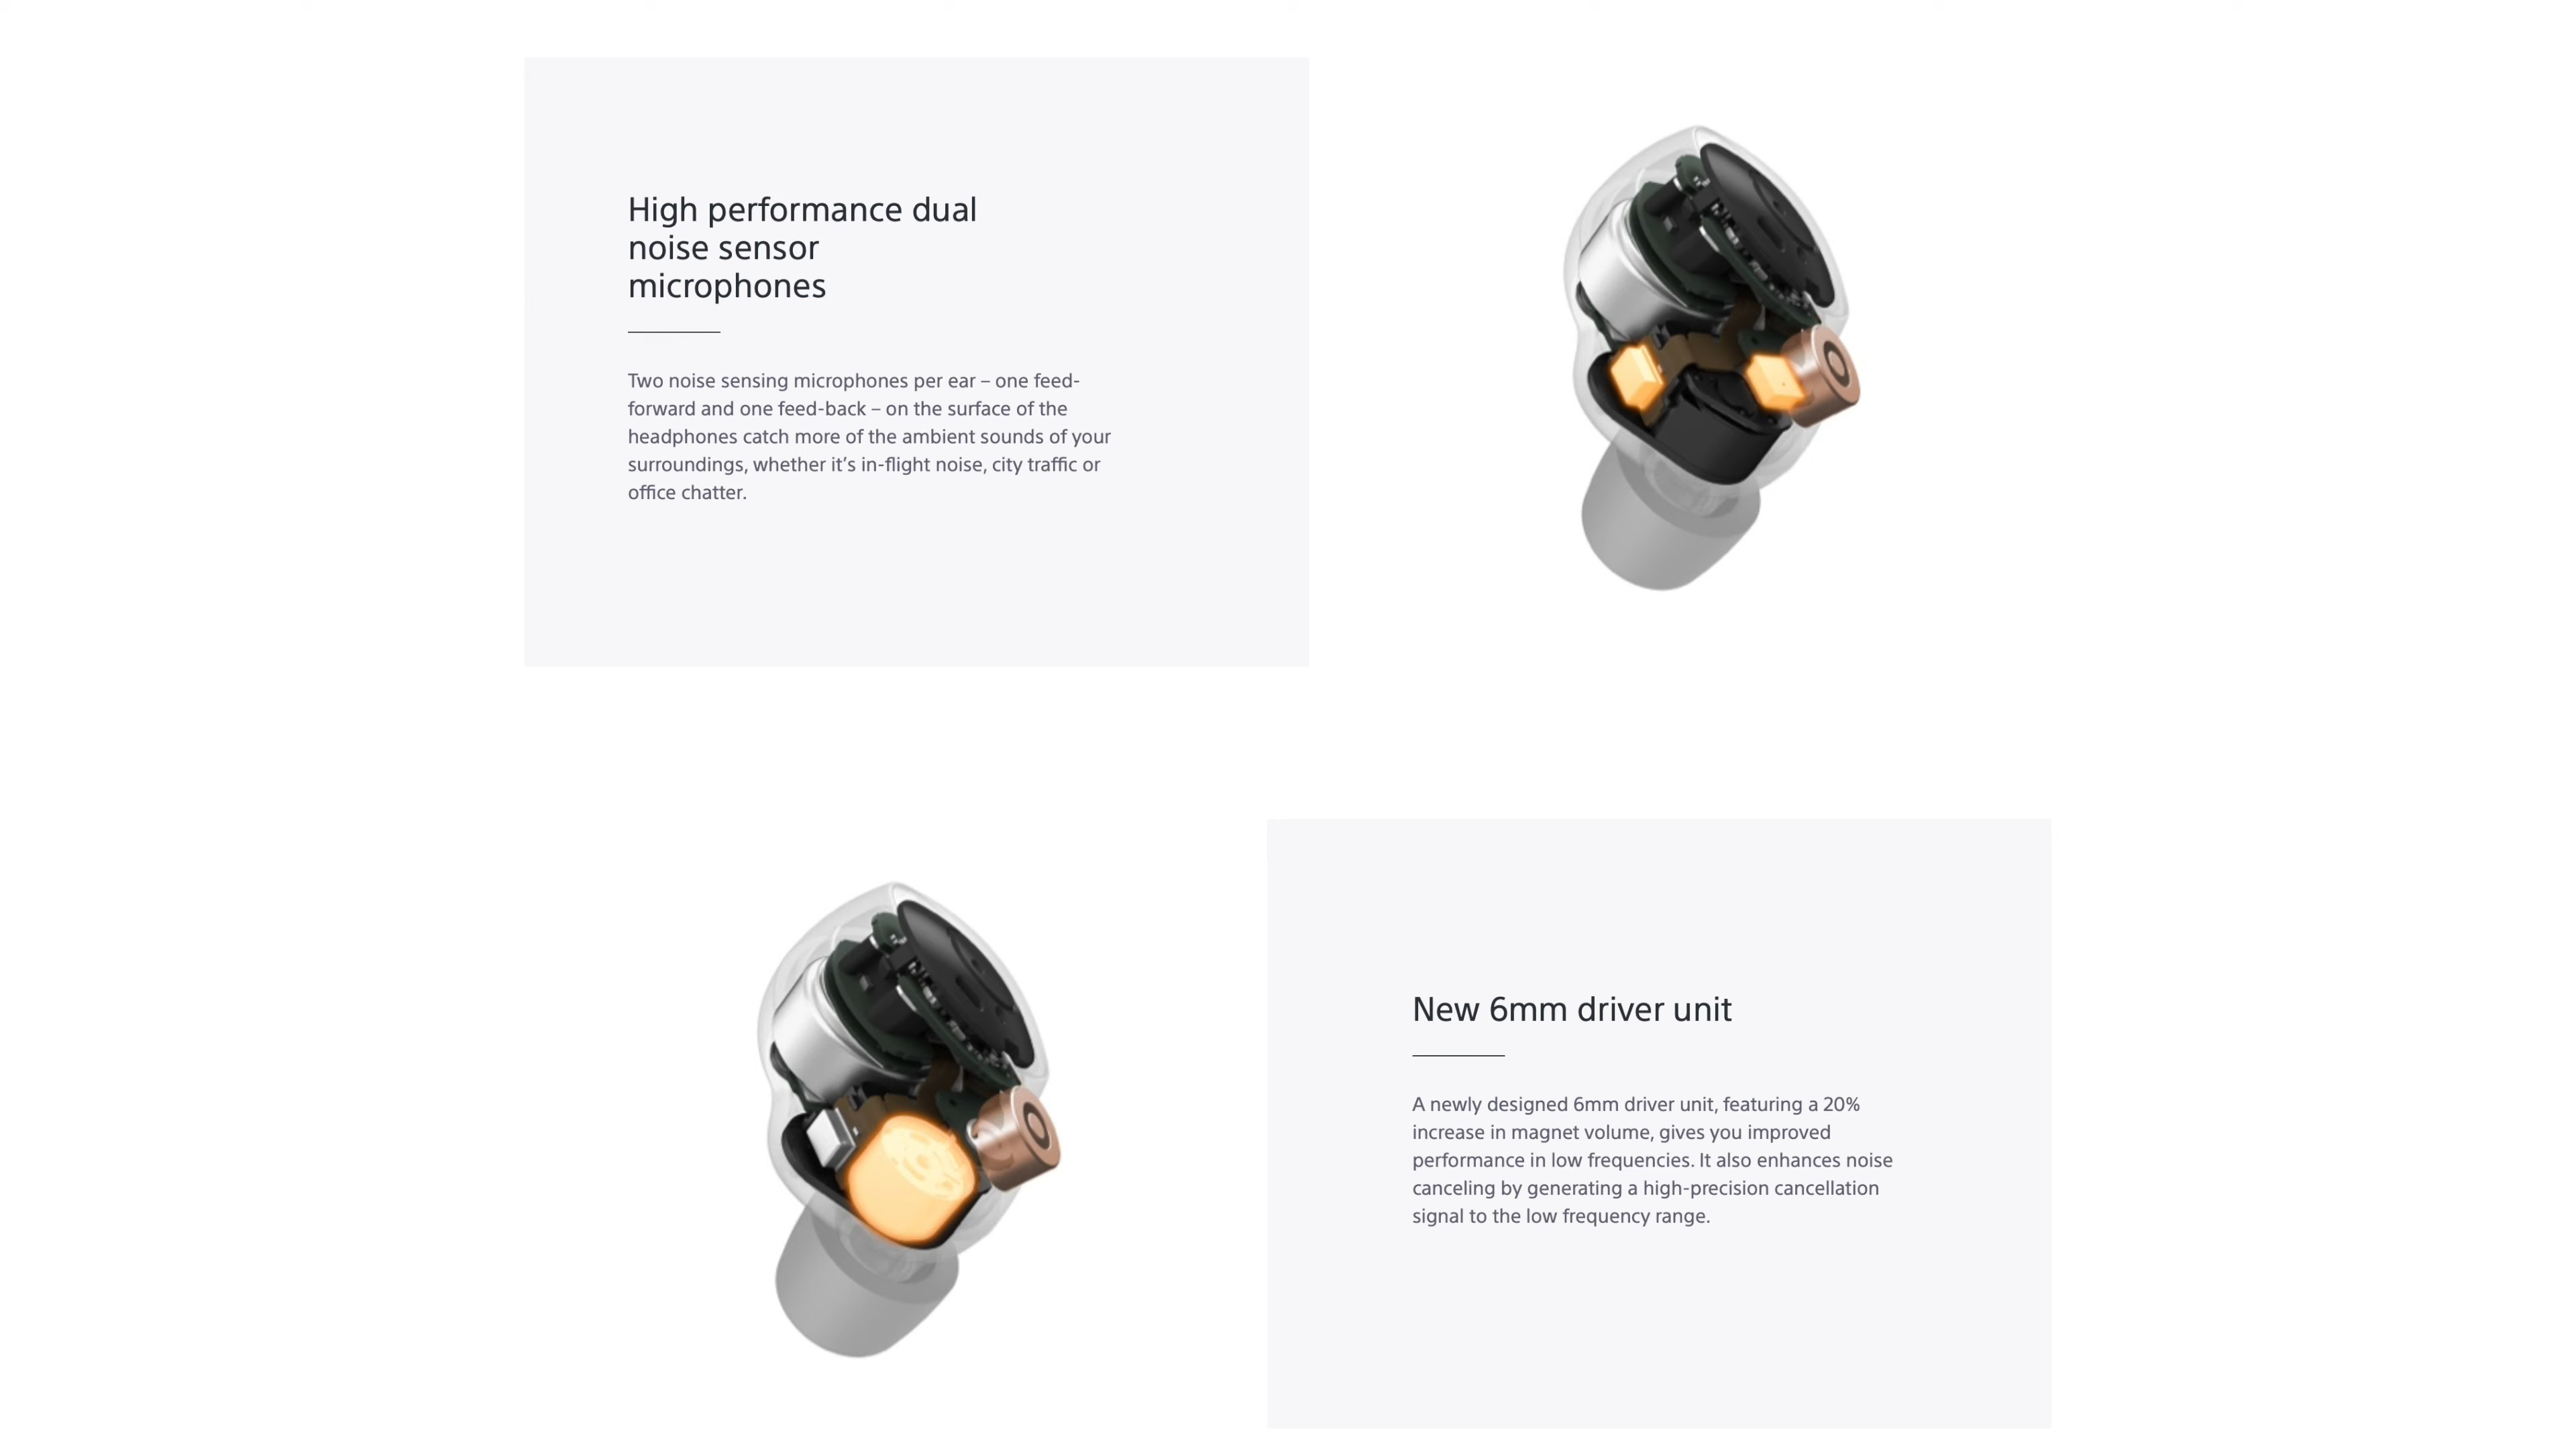 High performance dual
noise sensor
microphones
Two noise sensing microphones per ear – one feed-
forward and one feed-back – on the surface of the
headphones catch more of the ambient sounds of your
surroundings, whether it’s in-flight noise, city traffic or
office chatter.
New 6mm driver unit
A newly designed 6mm driver unit, featuring a 20%
increase in magnet volume, gives you improved
performance in low frequencies. It also enhances noise
canceling by generating a high-precision cancellation
signal to the low frequency range.